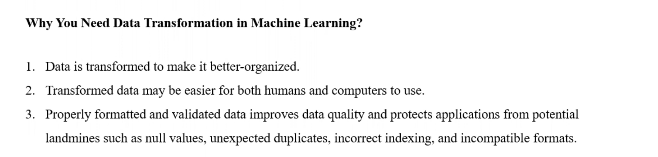 Why You Need Data Transformation in Machine Learning?
1. Data is transformed to make it better-organized.
2. Transformed data may be easier for both humans and computers to use.
3. Properly formatted and validated data improves data quality and protects applications from potential
landmines such as null values, unexpected duplicates, incorrect indexing, and incompatible formats.